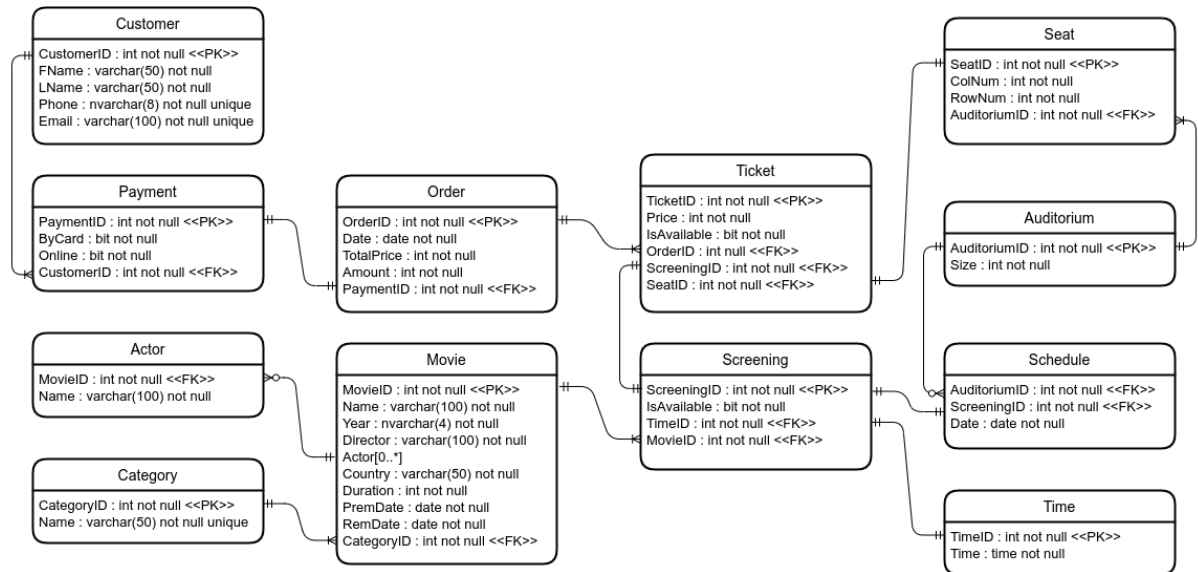 Customer
CustomerID : int not null <<PK>>
FName : varchar(50) not null
LName : varchar(50) not null
Phone : nvarchar(8) not null unique
Email : varchar(100) not null unique
Payment
PaymentID : int not null <<PK>>
ByCard : bit not null
Online : bit not null
CustomerID : int not null <<FK>>
Order
OrderID : int not null <<PK>>
Date : date not null
TotalPrice : int not null
Amount : int not null
PaymentID : int not null <<FK>>
Ticket
TicketID : int not null <<PK>>
Price : int not null
IsAvailable : bit not null
OrderID : int not null <<FK>>
ScreeningID : int not null <<FK>>
SeatID : int not null <<FK>>
Seat
SeatID : int not null <<PK>>
ColNum : int not null
RowNum : int not null
AuditoriumID : int not null <<FK>>
Auditorium
AuditoriumID : int not null <<PK>>
Size : int not null
Actor
MovieID : int not null <<FK>>
Name : varchar(100) not null
Category
CategoryID : int not null <<PK>>
Name : varchar(50) not null unique
Movie
MovieID : int not null <<PK>>
Name : varchar(100) not null
Year : nvarchar(4) not null
Director : varchar(100) not null
Actor[0..*]
Country : varchar(50) not null
Duration : int not null
PremDate : date not null
RemDate : date not null
CategoryID : int not null <<FK>>
Screening
ScreeningID : int not null <<PK>>
IsAvailable : bit not null
TimeID : int not null <<FK>>
MovieID : int not null <<FK>>
Schedule
AuditoriumID : int not null <<FK>>
ScreeningID : int not null <<FK>>
Date : date not null
Time
TimeID : int not null <<PK>>
Time : time not null